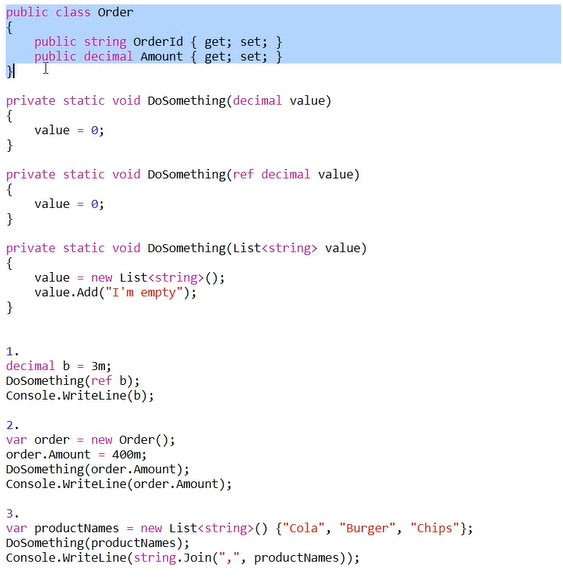 public class Order
{
    public string OrderId { get; set; }
    public decimal Amount { get; set; }
}
private static void DoSomething(decimal value)
{
    value = 0;
}
private static void DoSomething(ref decimal value)
{
    value = 0;
}
private static void DoSomething(List<string> value)
{
    value = new List<string>();
    value.Add("I'm empty");
}
1.
decimal b = 3m;
DoSomething(ref b);
Console.WriteLine(b);
2.
var order = new Order();
order.Amount = 400m;
DoSomething(order.Amount);
Console.WriteLine(order.Amount);
3.
var productNames = new List<string>() {"Cola", "Burger", "Chips"};
DoSomething(productNames);
Console.WriteLine(string.Join(",", productNames));